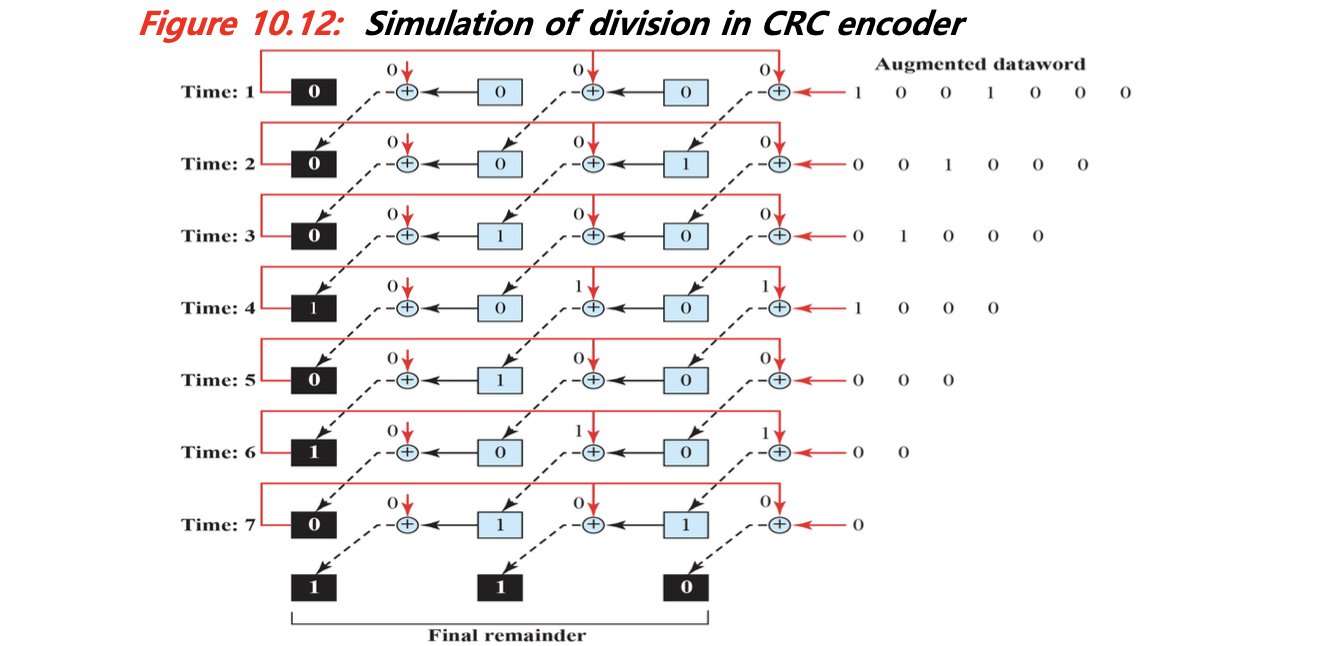 Figure 10.12: Simulation of division in CRC encoder
Augmented dataword
0 0 0
Time: 1 0 + 0 + 0 + 1 0 0 1 0 0 0
0 0 0
Time: 2 0 + 0 + 1 + 0 0 1 0 0 0
0 0 0
Time: 3 0 + 1 + 0 + 0 1 0 0 0
0 1 1
Time: 4 1 + 0 + 0 + 1 0 0 0
0 0 0
Time: 5 0 + 1 + 0 + 0 0 0
0 1 1
Time: 6 1 + 0 + 0 + 0 0
0 0 0
Time: 7 0 + 1 + 1 + 0
1 1 0
Final remainder